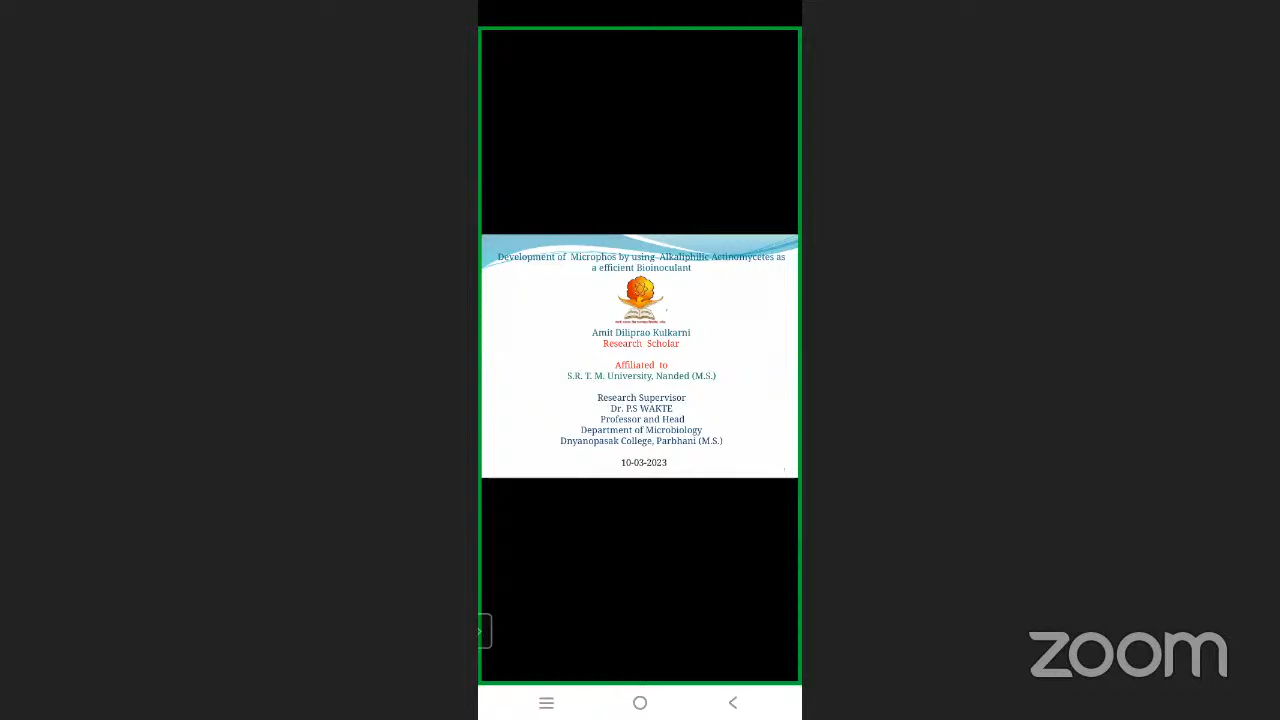 Development of Microphos by using Alkaliphilic Actinomycetes as
a efficient Bioinoculant
Amit Diliprao Kulkarni
Research Scholar
Affiliated to
S.R. T. M. University, Nanded (M.S.)
Research Supervisor
Dr. P.S WAKTE
Professor and Head
Department of Microbiology
Dnyanopasak College, Parbhani (M.S.)
10-03-2023
zoom